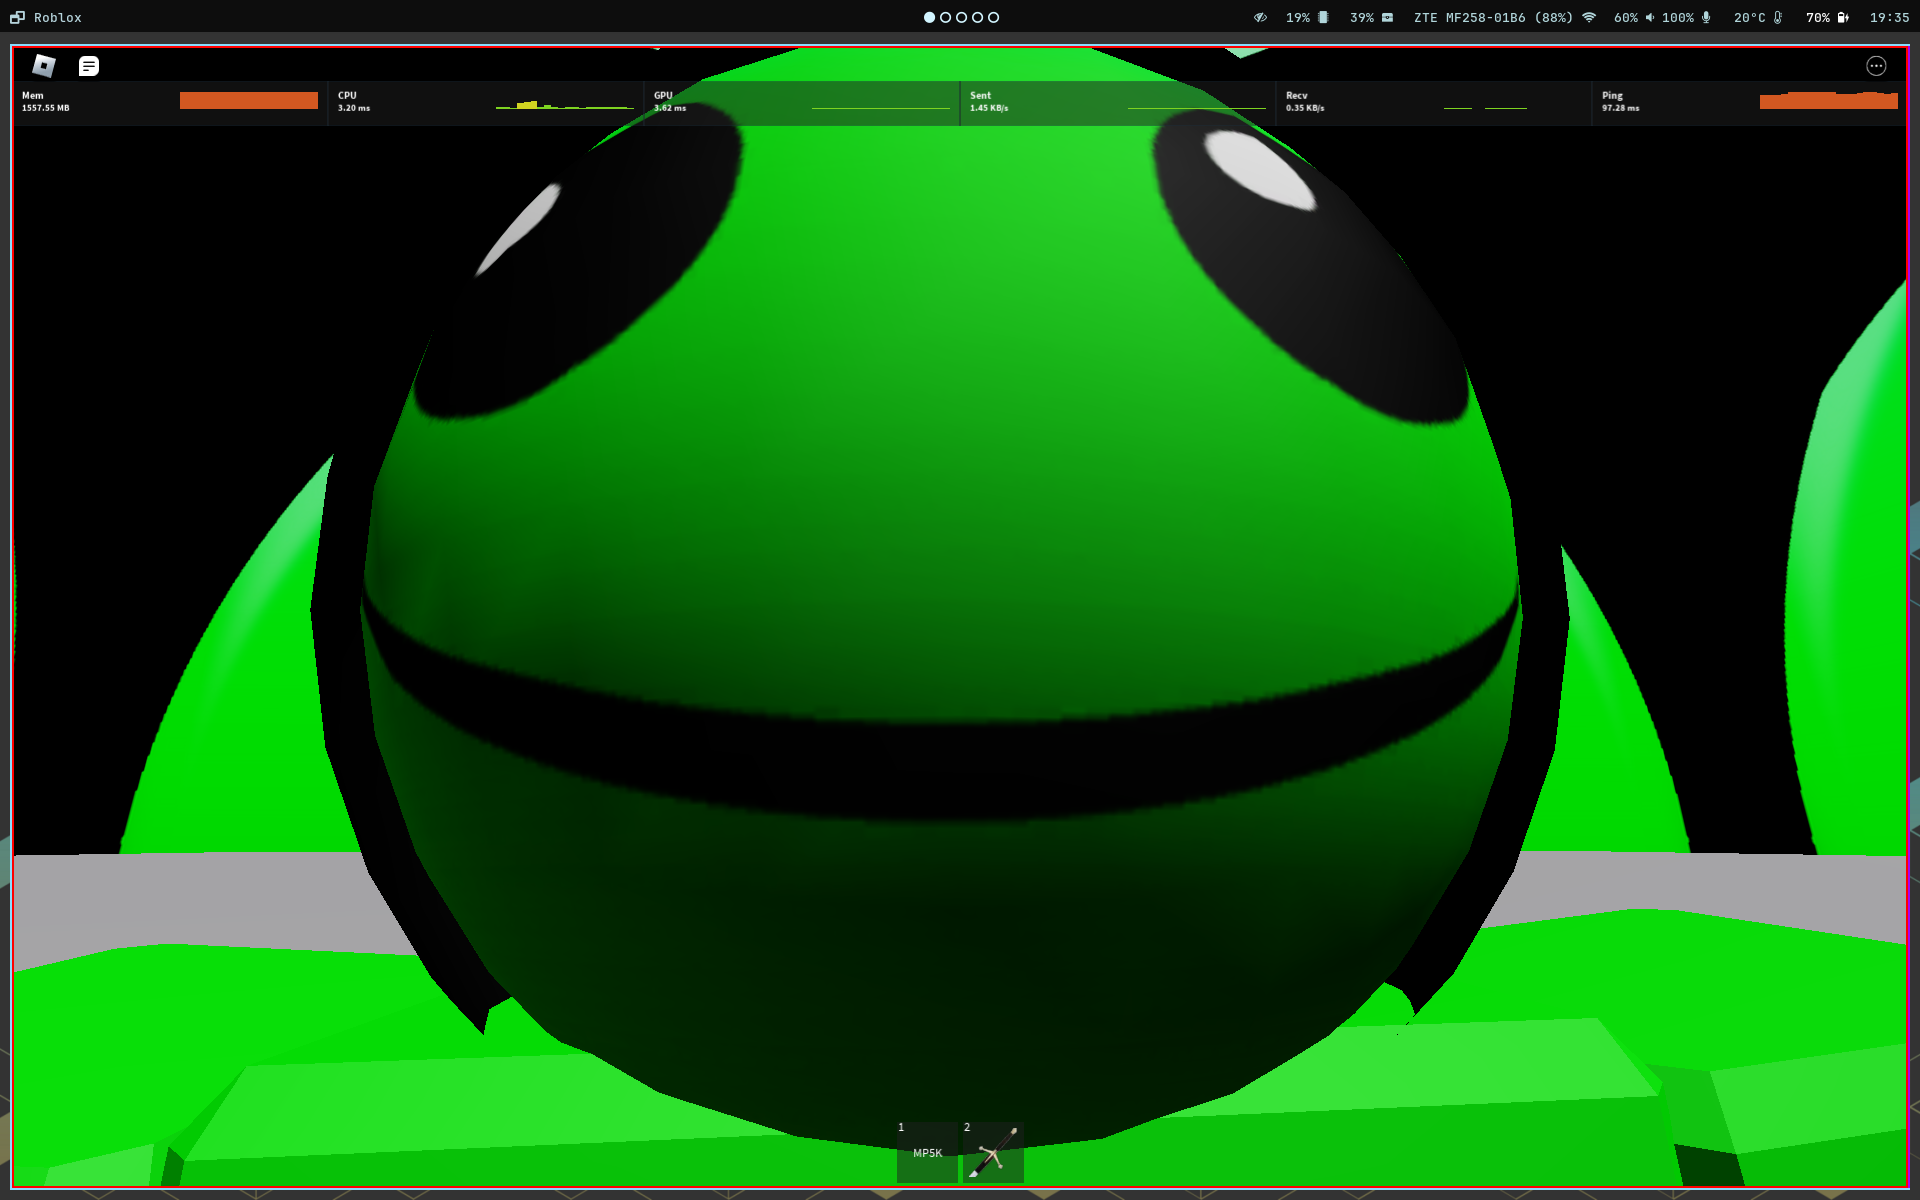 Roblox
19%
39%
ZTE MF258-01B6 (88%)
60%
100%
20°C
70%
19:35
Mem
1557.55 MB
CPU
3.20 ms
GPU
3.62 ms
Sent
1.45 KB/s
Recv
0.35 KB/s
Ping
97.28 ms
1
MP5K
2